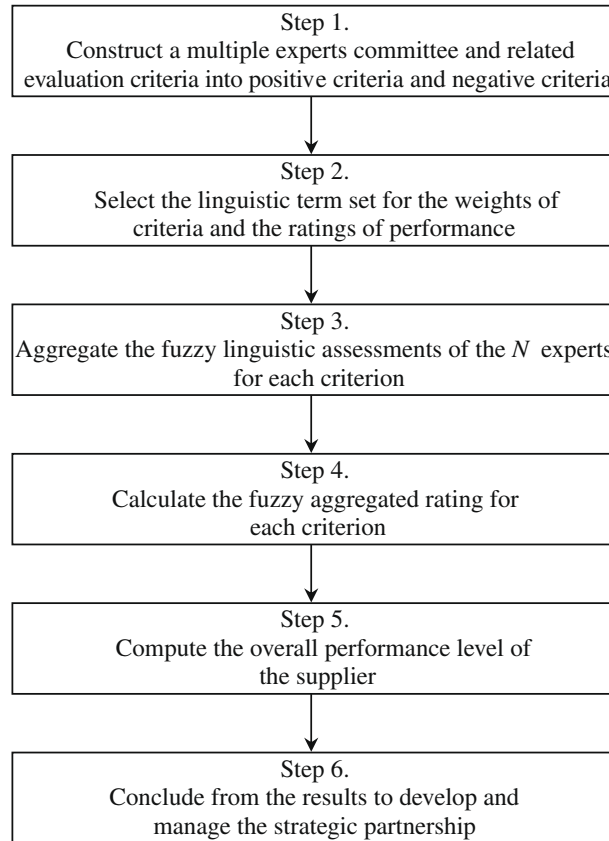 Step 1.
Construct a multiple experts committee and related
evaluation criteria into positive criteria and negative criteria
Step 2.
Select the linguistic term set for the weights of
criteria and the ratings of performance
Step 3.
Aggregate the fuzzy linguistic assessments of the N experts
for each criterion
Step 4.
Calculate the fuzzy aggregated rating for
each criterion
Step 5.
Compute the overall performance level of
the supplier
Step 6.
Conclude from the results to develop and
manage the strategic partnership